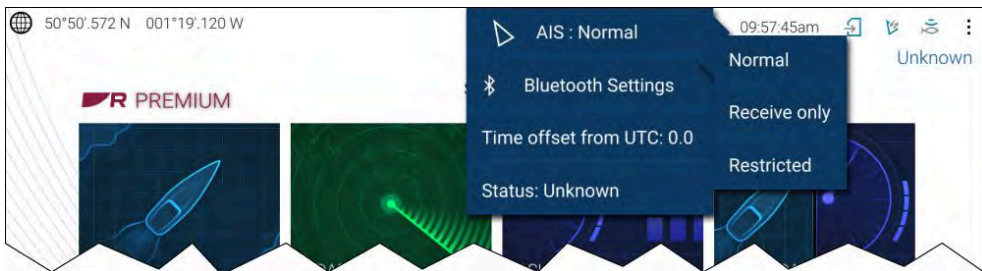 50°50'.572 N 001°19'.120 W
09:57:45am
Unknown
R PREMIUM
AIS : Normal
Bluetooth Settings
Time offset from UTC: 0.0
Status: Unknown
Normal
Receive only
Restricted